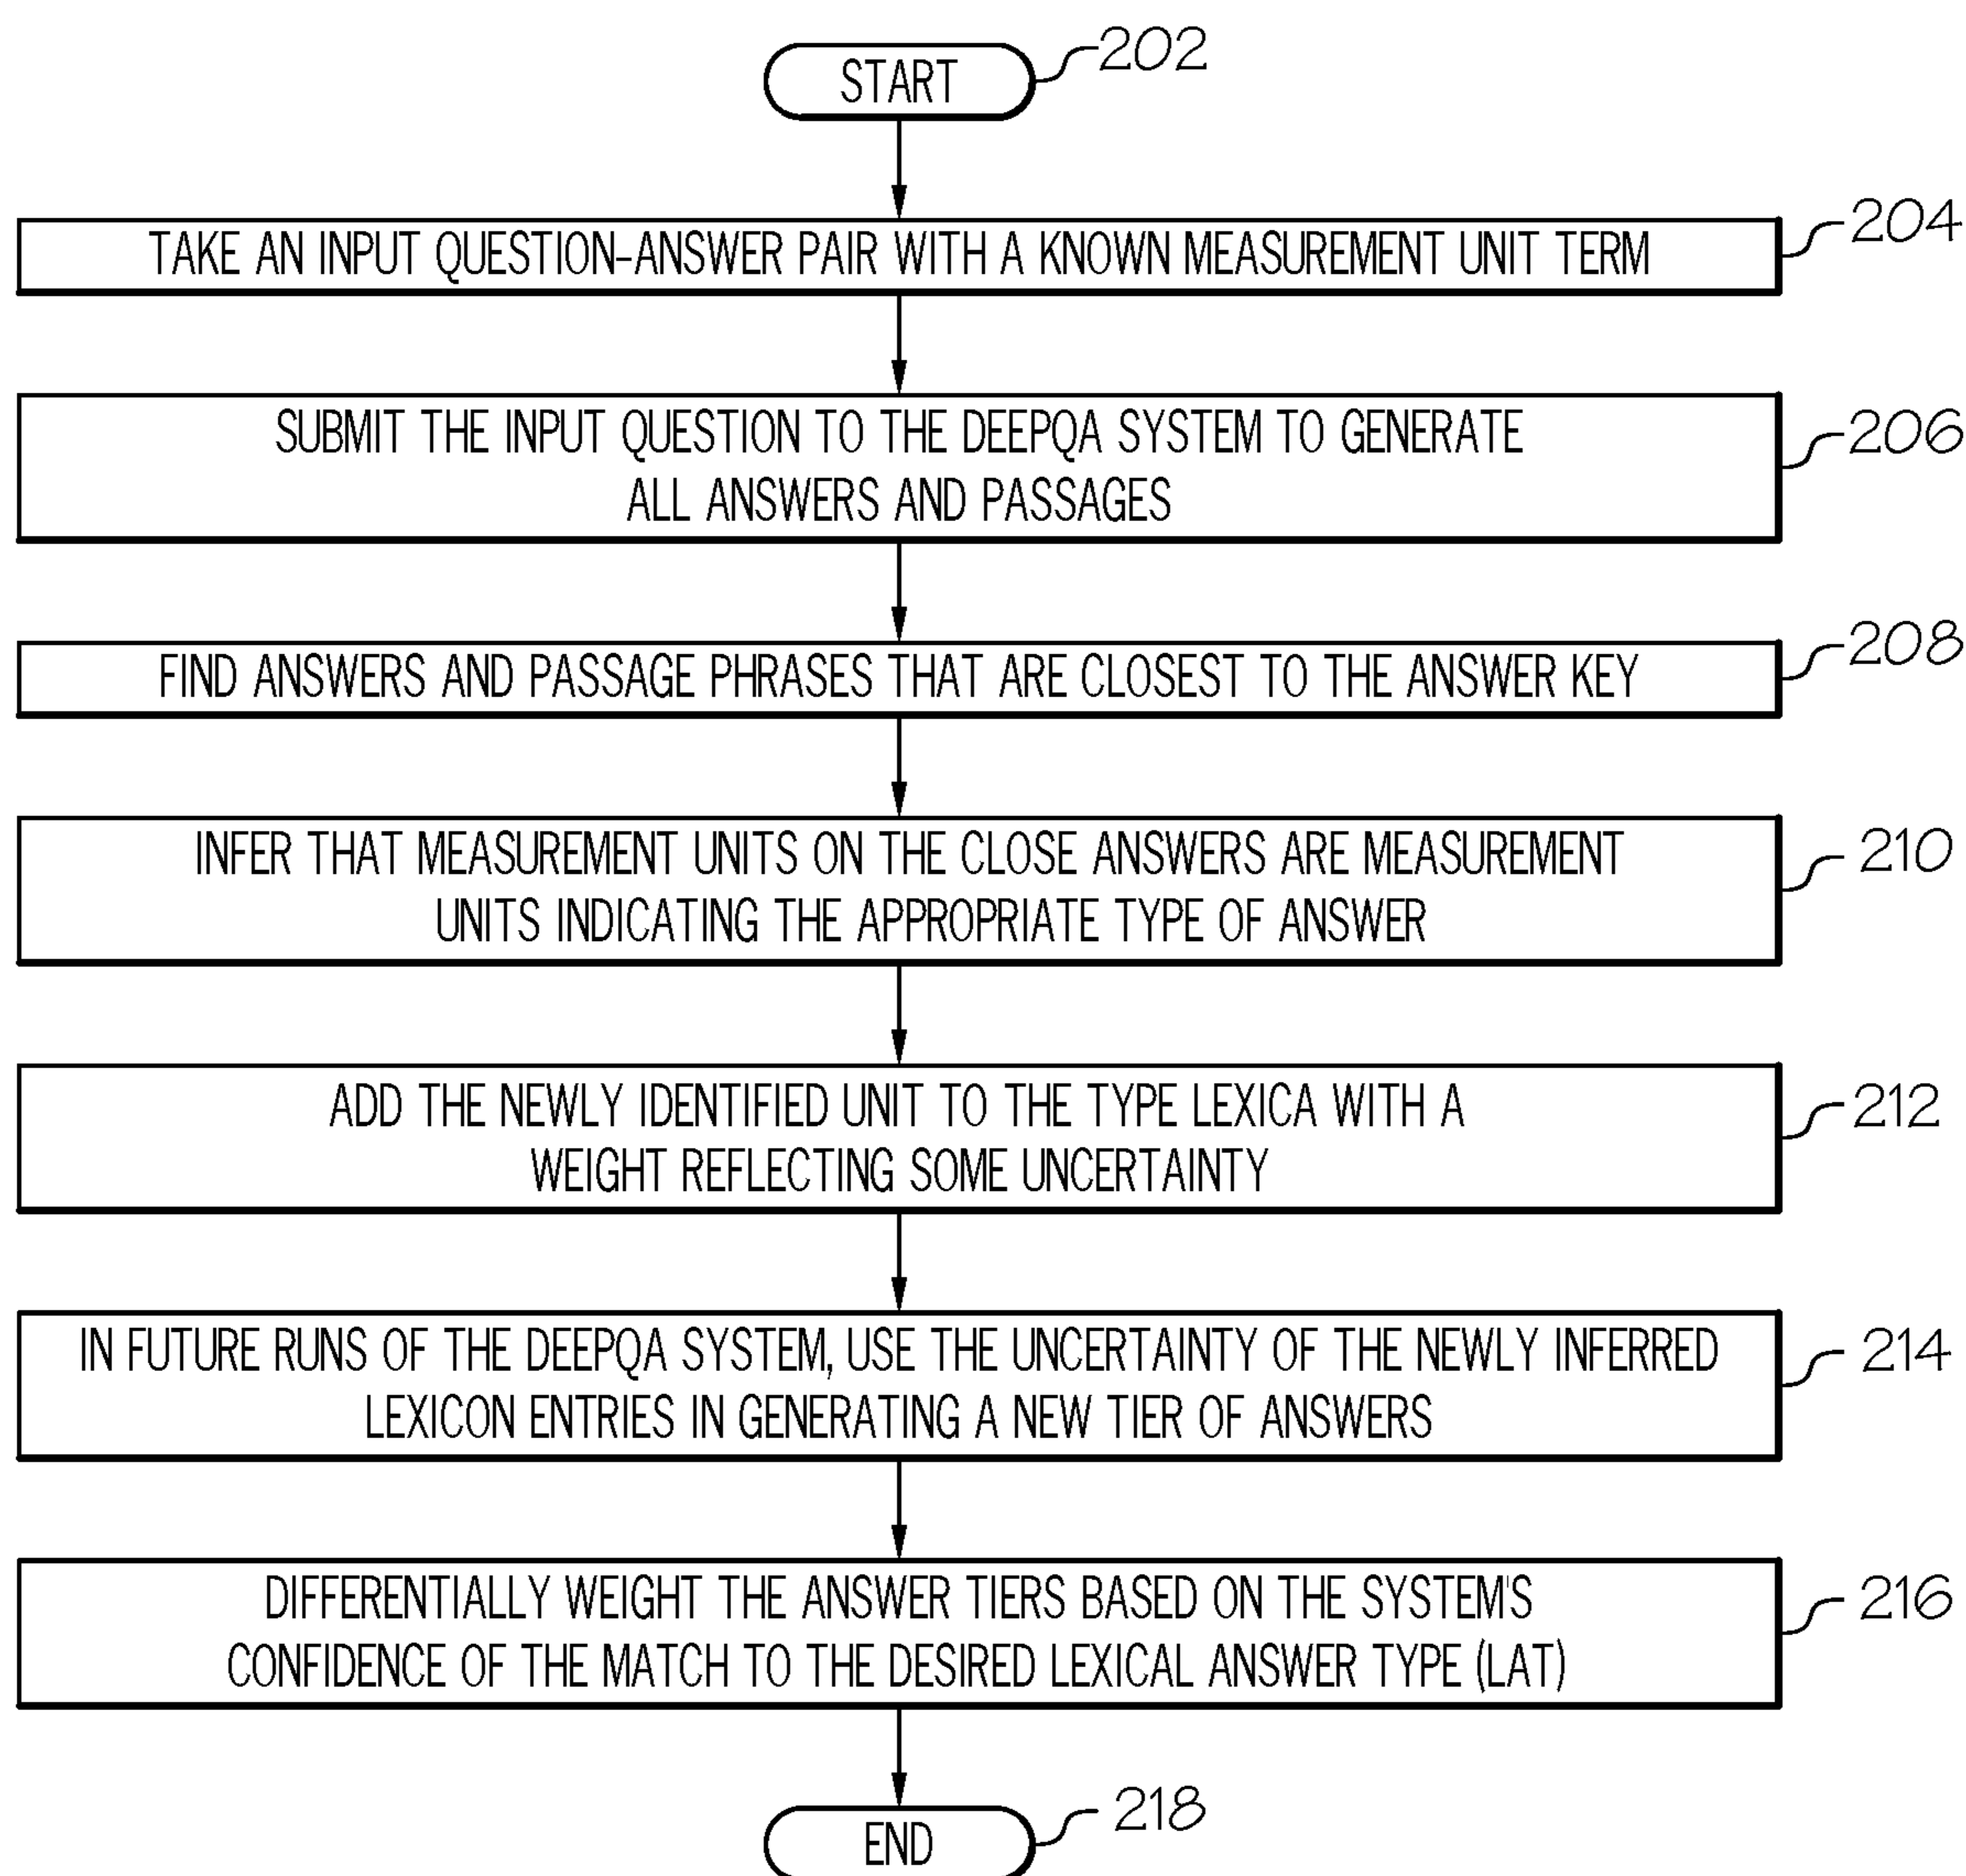 START
202
TAKE AN INPUT QUESTION-ANSWER PAIR WITH A KNOWN MEASUREMENT UNIT TERM
204
SUBMIT THE INPUT QUESTION TO THE DEEPQA SYSTEM TO GENERATE
ALL ANSWERS AND PASSAGES
206
FIND ANSWERS AND PASSAGE PHRASES THAT ARE CLOSEST TO THE ANSWER KEY
208
INFER THAT MEASUREMENT UNITS ON THE CLOSE ANSWERS ARE MEASUREMENT
UNITS INDICATING THE APPROPRIATE TYPE OF ANSWER
210
ADD THE NEWLY IDENTIFIED UNIT TO THE TYPE LEXICA WITH A
WEIGHT REFLECTING SOME UNCERTAINTY
212
IN FUTURE RUNS OF THE DEEPQA SYSTEM, USE THE UNCERTAINTY OF THE NEWLY INFERRED
LEXICON ENTRIES IN GENERATING A NEW TIER OF ANSWERS
214
DIFFERENTIALLY WEIGHT THE ANSWER TIERS BASED ON THE SYSTEM'S
CONFIDENCE OF THE MATCH TO THE DESIRED LEXICAL ANSWER TYPE (LAT)
216
END
218